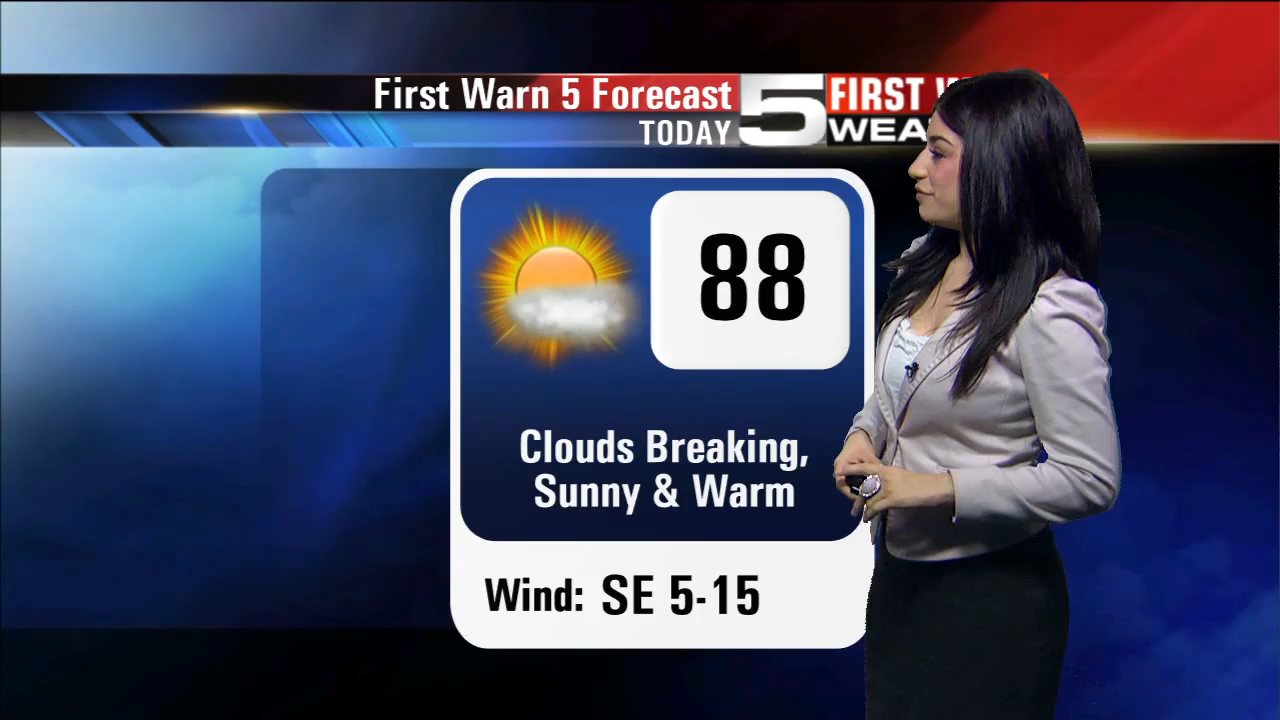 First Warn 5 Forecast
TODAY
5
FIRST
88
Clouds Breaking,
Sunny & Warm
Wind: SE 5-15